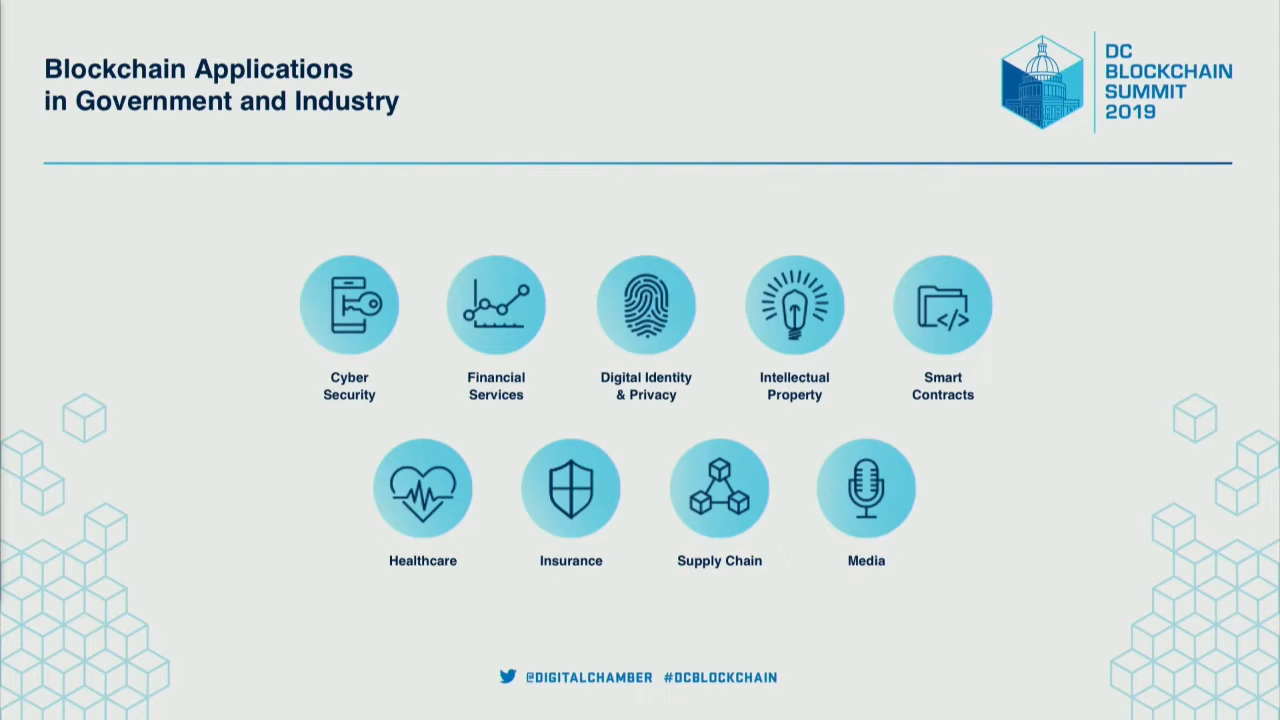 Blockchain Applications
in Government and Industry
DC
BLOCKCHAIN
SUMMIT
2019
Cyber
Security
Financial
Services
Digital Identity
& Privacy
Intellectual
Property
Smart
Contracts
Healthcare
Insurance
Supply Chain
Media
@DIGITALCHAMBER #DCBLOCKCHAIN